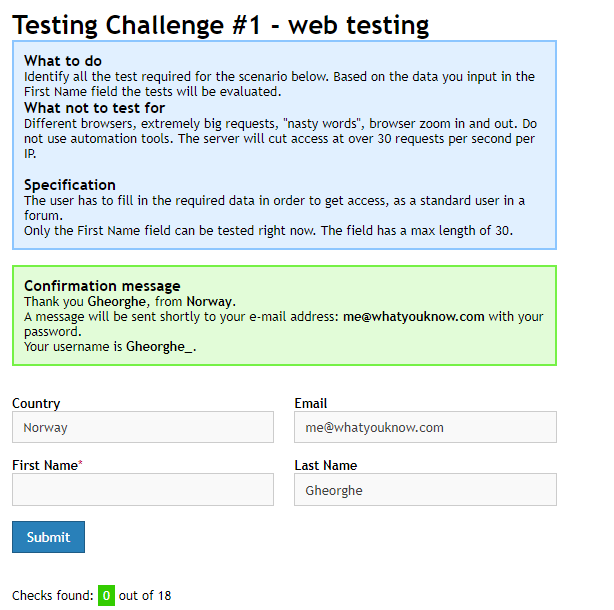 Testing Challenge #1 - web testing
What to do
Identify all the test required for the scenario below. Based on the data you input in the
First Name field the tests will be evaluated.
What not to test for
Different browsers, extremely big requests, "nasty words", browser zoom in and out. Do
not use automation tools. The server will cut access at over 30 requests per second per
IP.
Specification
The user has to fill in the required data in order to get access, as a standard user in a
forum.
Only the First Name field can be tested right now. The field has a max length of 30.
Confirmation message
Thank you Gheorghe, from Norway.
A message will be sent shortly to your e-mail address: me@whatyouknow.com with your
password.
Your username is Gheorghe_.
Country Email
Norway me@whatyouknow.com
First Name* Last Name
Gheorghe
Submit
Checks found: 0 out of 18